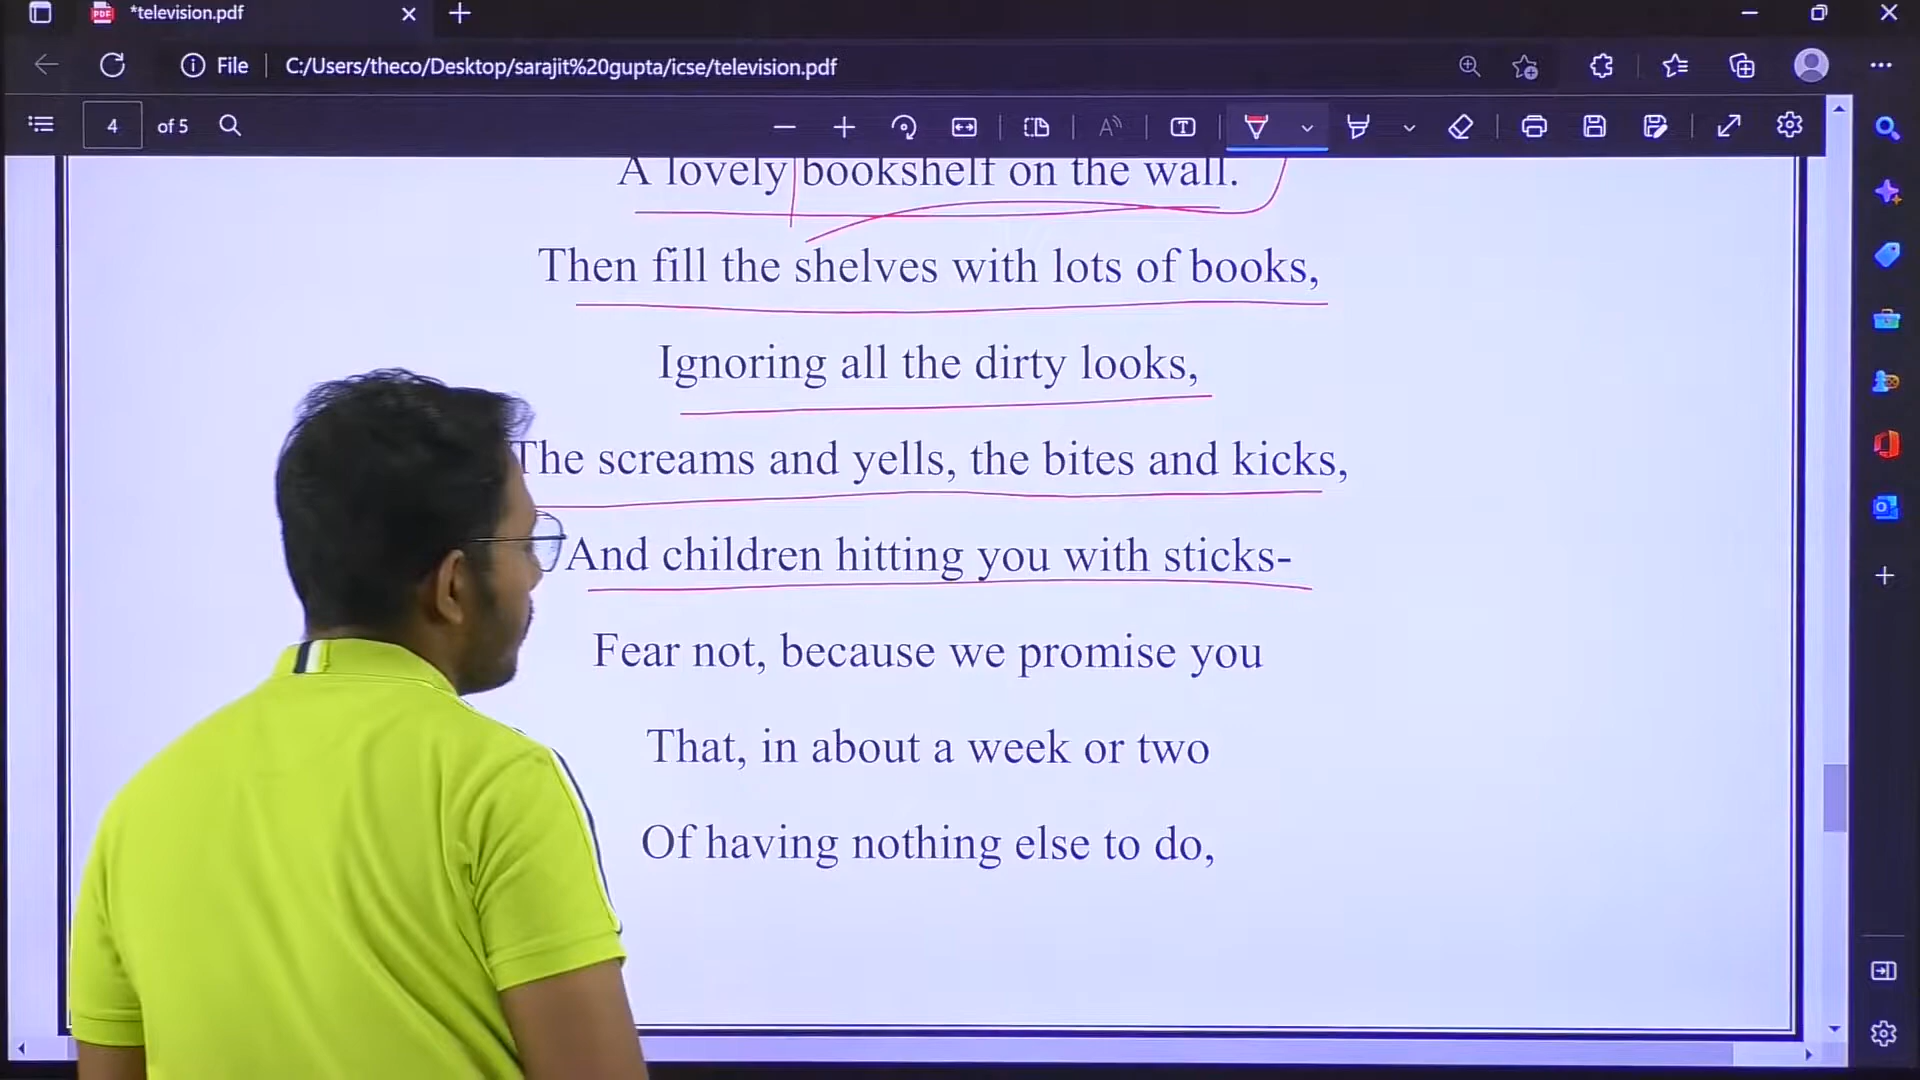 *television.pdf
File
C:/Users/theco/Desktop/sarajit%20gupta/icse/television.pdf
4 of 5
A lovely bookshelf on the wall.
Then fill the shelves with lots of books,
Ignoring all the dirty looks,
The screams and yells, the bites and kicks,
And children hitting you with sticks-
Fear not, because we promise you
That, in about a week or two
Of having nothing else to do,